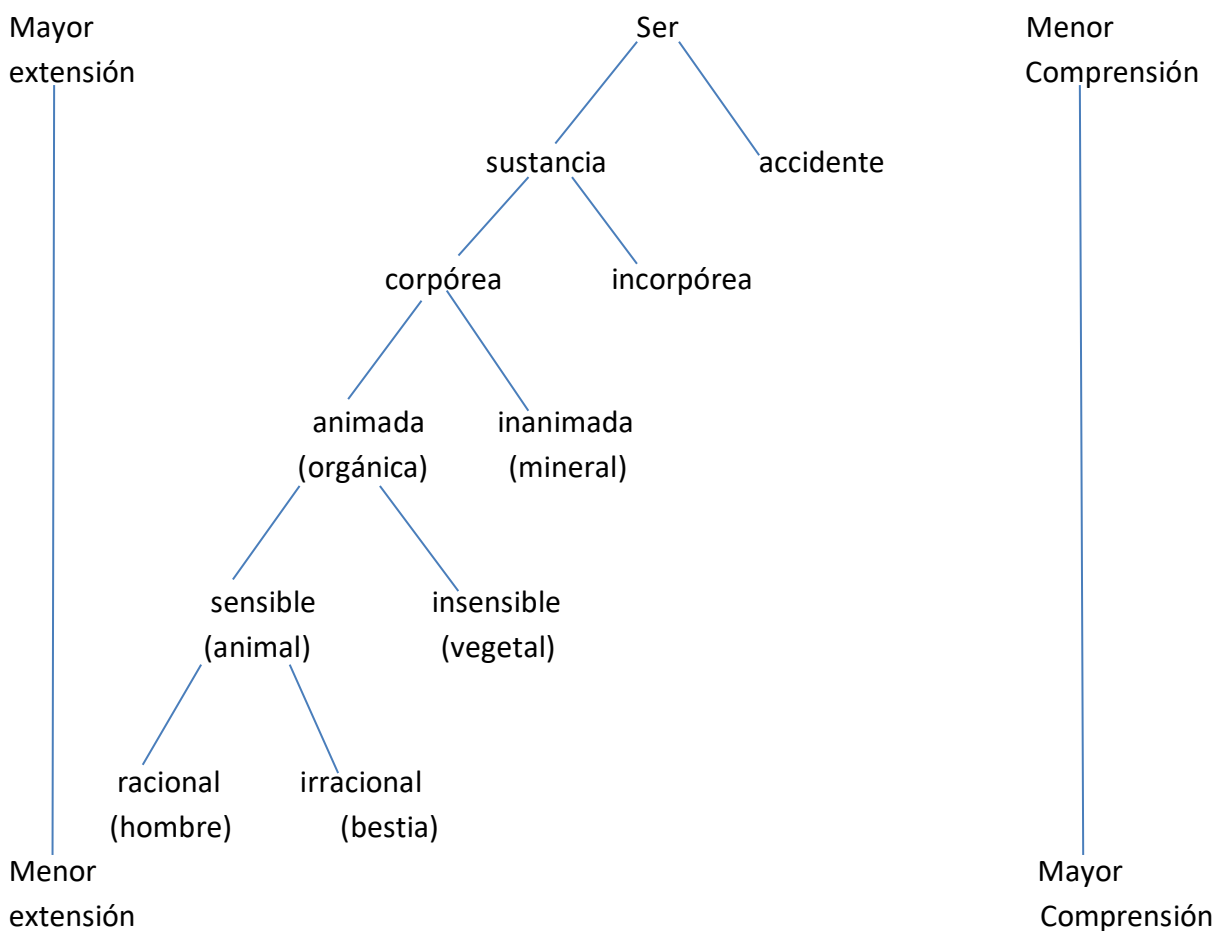 Mayor Ser Menor
extensión Comprensión
sustancia accidente
corpórea incorpórea
animada inanimada
(orgánica) (mineral)
sensible insensible
(animal) (vegetal)
racional irracional
(hombre) (bestia)
Menor Mayor
extensión Comprensión